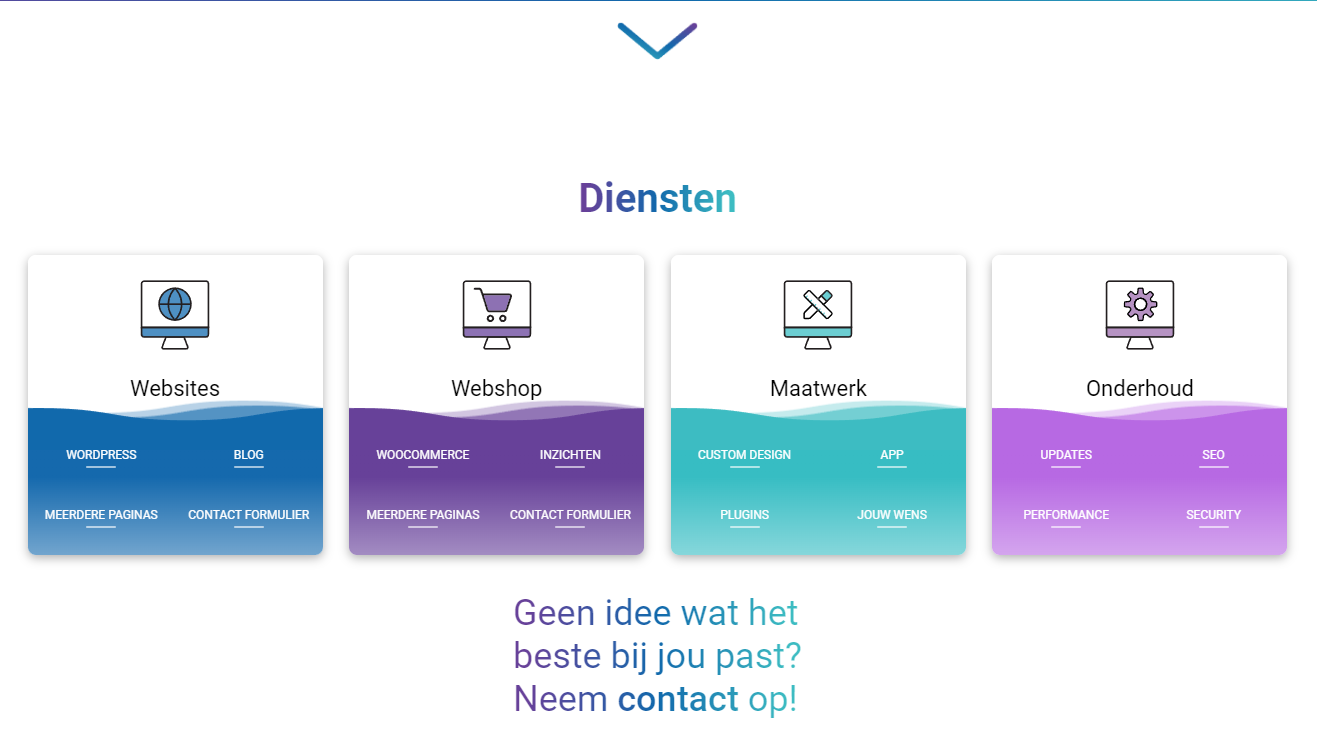 Diensten
Websites
Webshop
Maatwerk
Onderhoud
WORDPRESS
BLOG
WOOCOMMERCE
INZICHTEN
CUSTOM DESIGN
APP
UPDATES
SEO
MEERDERE PAGINAS
CONTACT FORMULIER
MEERDERE PAGINAS
CONTACT FORMULIER
PLUGINS
JOUW WENS
PERFORMANCE
SECURITY
Geen idee wat het
beste bij jou past?
Neem contact op!